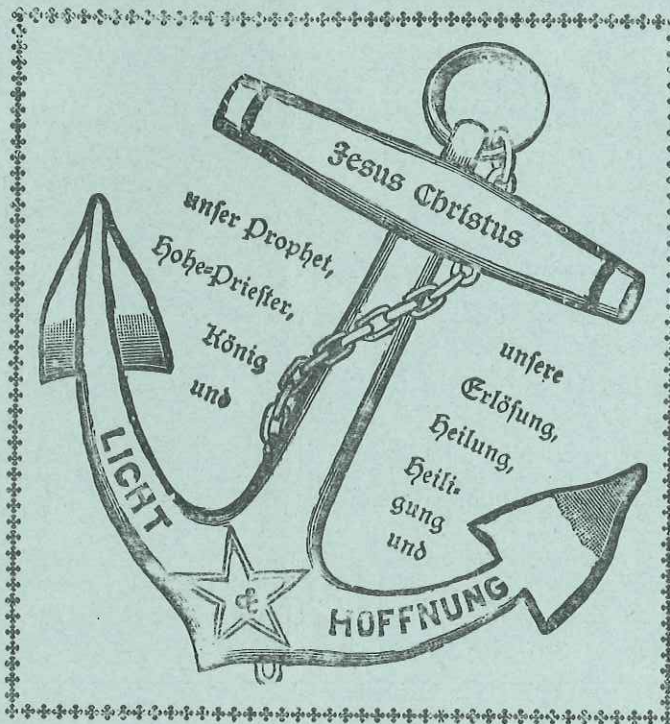 Jesus Christus
unser Prophet,
Hohe-Priester,
König
und
unsere
Erlösung,
Heilung,
Heili-
gung
und
LICHT
&
HOFFNUNG